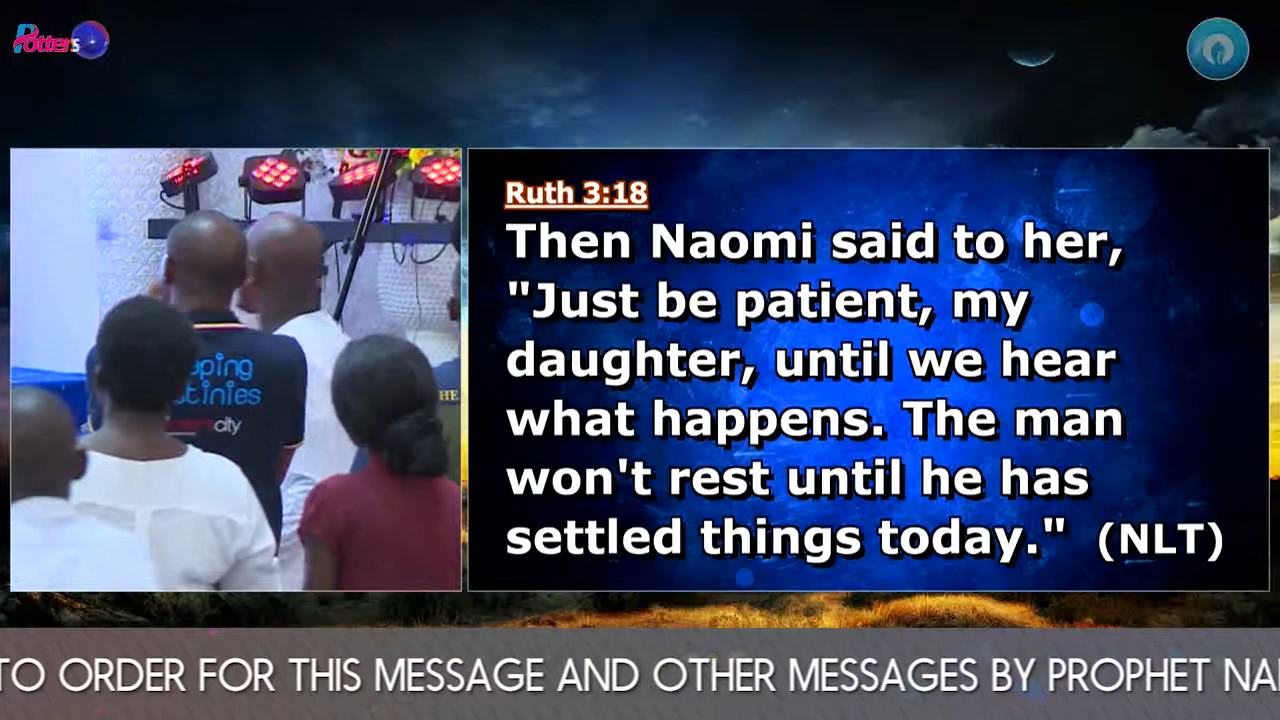 Potters
Ruth 3:18
Then Naomi said to her,
"Just be patient, my
daughter, until we hear
what happens. The man
won't rest until he has
settled things today." (NLT)
city
HE
TO ORDER FOR THIS MESSAGE AND OTHER MESSAGES BY PROPHET